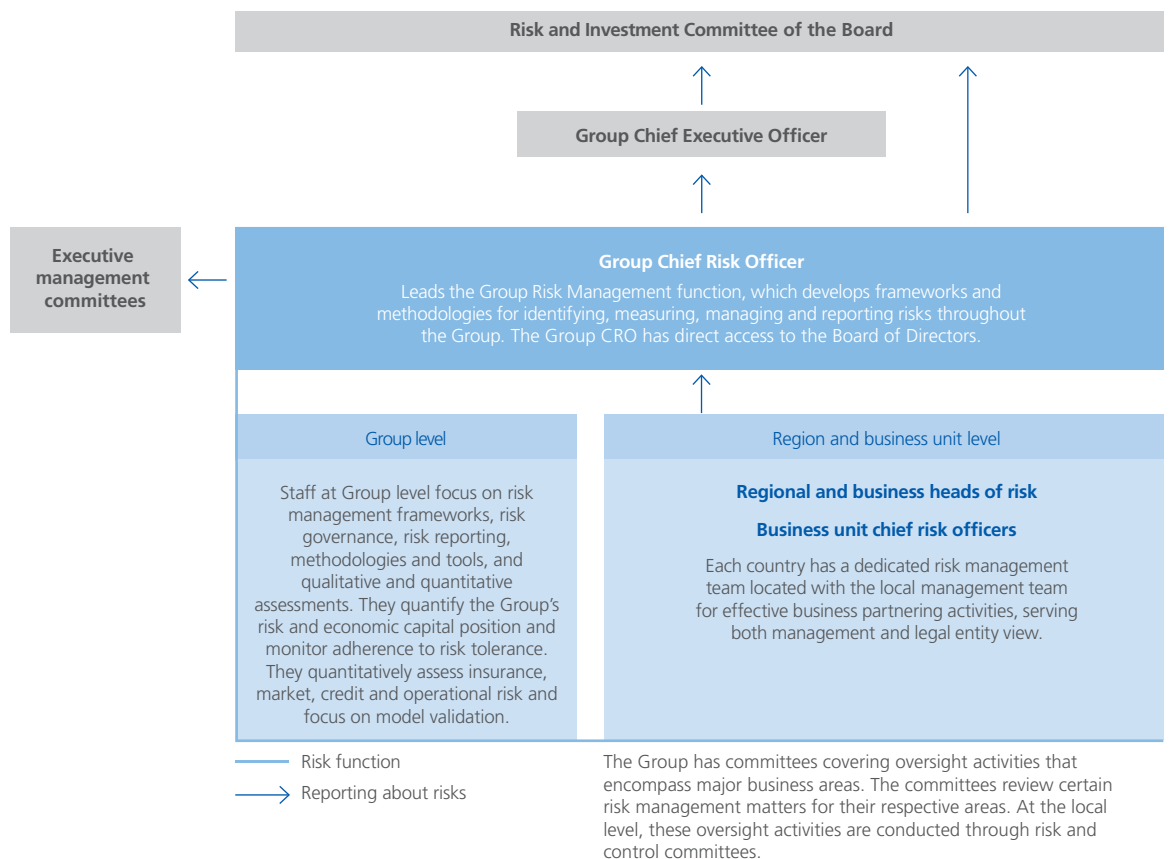 Risk and Investment Committee of the Board
Group Chief Executive Officer
Executive
management
committees
Group Chief Risk Officer
Leads the Group Risk Management function, which develops frameworks and
methodologies for identifying, measuring, managing and reporting risks throughout
the Group. The Group CRO has direct access to the Board of Directors.
Group level
Staff at Group level focus on risk
management frameworks, risk
governance, risk reporting,
methodologies and tools, and
qualitative and quantitative
assessments. They quantify the Group’s
risk and economic capital position and
monitor adherence to risk tolerance.
They quantitatively assess insurance,
market, credit and operational risk and
focus on model validation.
Region and business unit level
Regional and business heads of risk
Business unit chief risk officers
Each country has a dedicated risk management
team located with the local management team
for effective business partnering activities, serving
both management and legal entity view.
Risk function
Reporting about risks
The Group has committees covering oversight activities that
encompass major business areas. The committees review certain
risk management matters for their respective areas. At the local
level, these oversight activities are conducted through risk and
control committees.